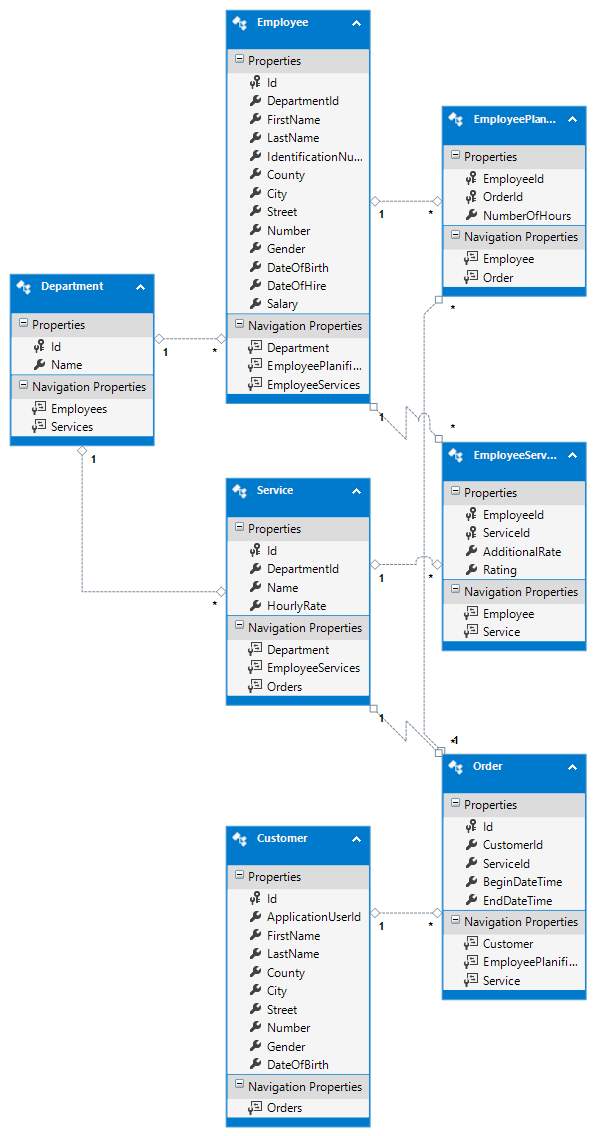 Employee
Properties
Id
DepartmentId
FirstName
LastName
IdentificationNu...
County
City
Street
Number
Gender
DateOfBirth
DateOfHire
Salary
Navigation Properties
Department
EmployeePlanifi...
EmployeeServices
EmployeePlan...
Properties
EmployeeId
OrderId
NumberOfHours
Navigation Properties
Employee
Order
1
*
Department
Properties
Id
Name
Navigation Properties
Employees
Services
1
*
*
1
*
1
Service
Properties
Id
DepartmentId
Name
HourlyRate
Navigation Properties
Department
EmployeeServices
Orders
EmployeeServ...
Properties
EmployeeId
ServiceId
AdditionalRate
Rating
Navigation Properties
Employee
Service
1
*
*
1
*1
Order
Properties
Id
CustomerId
ServiceId
BeginDateTime
EndDateTime
Navigation Properties
Customer
EmployeePlanifi...
Service
Customer
Properties
Id
ApplicationUserId
FirstName
LastName
County
City
Street
Number
Gender
DateOfBirth
Navigation Properties
Orders
1
*